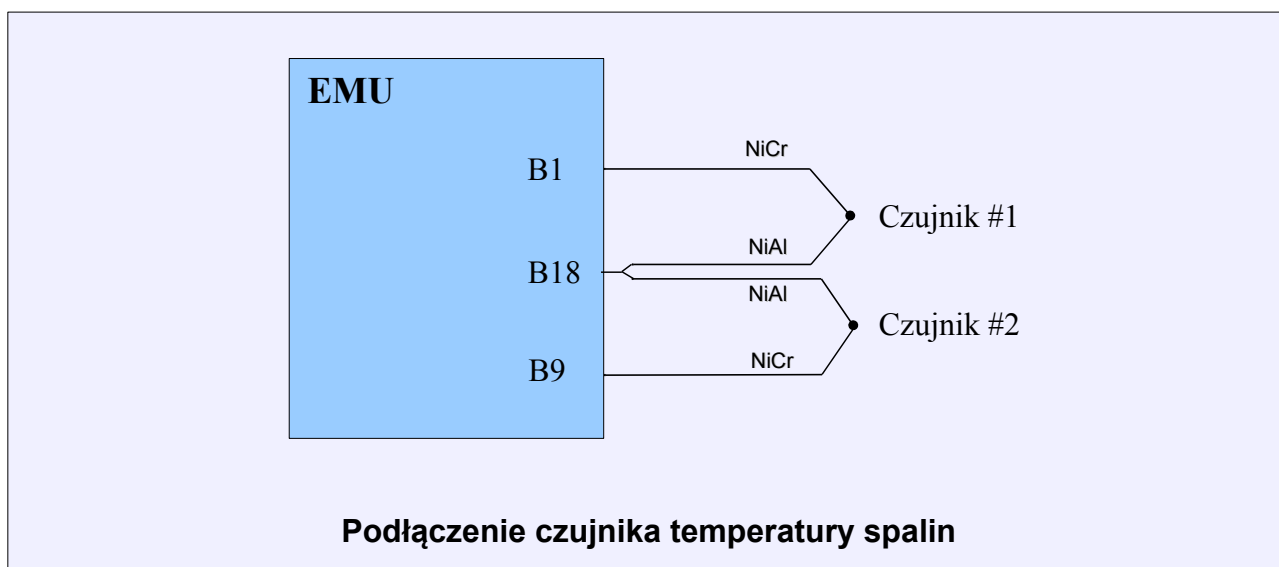 EMU
NiCr
B1
Czujnik #1
NiAl
B18
NiAl
Czujnik #2
NiCr
B9
Podłączenie czujnika temperatury spalin